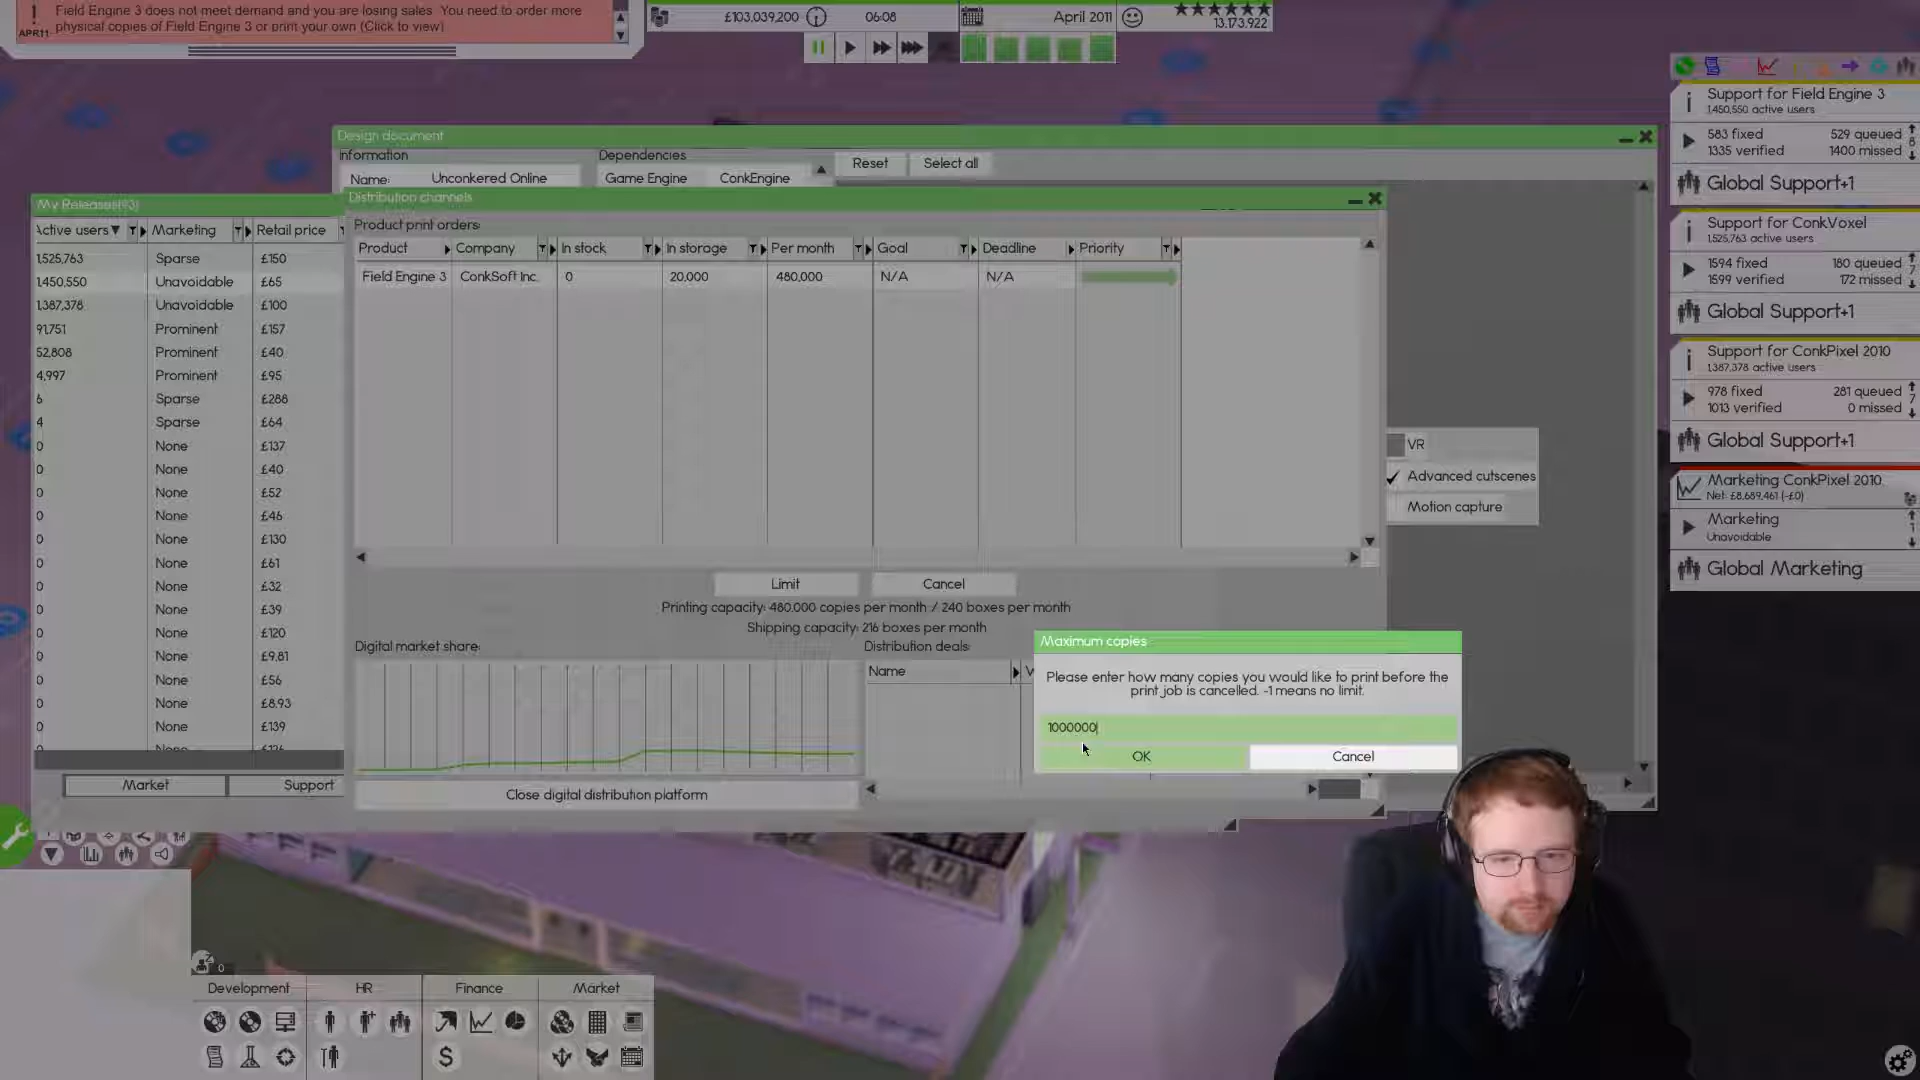 Field Engine 3 does not meet demand and you are losing sales. You need to order more
APR11 physical copies of Field Engine 3 or print your own (Click to view)
£103,039,200 06:08 April 2011 13,173,922
Design document
Information Dependencies Reset Select all
Name: Unconkered Online Game Engine ConkEngine
Support for Field Engine 3
1,450,550 active users
583 fixed 529 queued 8
1335 verified 1400 missed
Global Support+1
Support for ConkVoxel
1,525,763 active users
1594 fixed 180 queued 7
1599 verified 172 missed
Global Support+1
Support for ConkPixel 2010
1,387,378 active users
978 fixed 281 queued 7
1013 verified 0 missed
Global Support+1
Marketing ConkPixel 2010
Net: £8,689,461 (-£0)
Marketing 1
Unavoidable
Global Marketing
My Releases(93)
Active users Marketing Retail price
1,525,763 Sparse £150
1,450,550 Unavoidable £65
1,387,378 Unavoidable £100
91,751 Prominent £157
52,808 Prominent £40
4,997 Prominent £95
6 Sparse £288
4 Sparse £64
0 None £137
0 None £40
0 None £52
0 None £46
0 None £130
0 None £61
0 None £32
0 None £39
0 None £120
0 None £9.81
0 None £56
0 None £8.93
0 None £139
0 None £126
Market Support
Distribution channels
Product print orders:
Product Company In stock In storage Per month Goal Deadline Priority
Field Engine 3 ConkSoft Inc. 0 20,000 480,000 N/A N/A
VR
Advanced cutscenes
Motion capture
Limit Cancel
Printing capacity: 480,000 copies per month / 240 boxes per month
Shipping capacity: 216 boxes per month
Digital market share: Distribution deals:
Name
Close digital distribution platform
Maximum copies
Please enter how many copies you would like to print before the
print job is cancelled. -1 means no limit.
1000000
OK Cancel
0
Development HR Finance Market